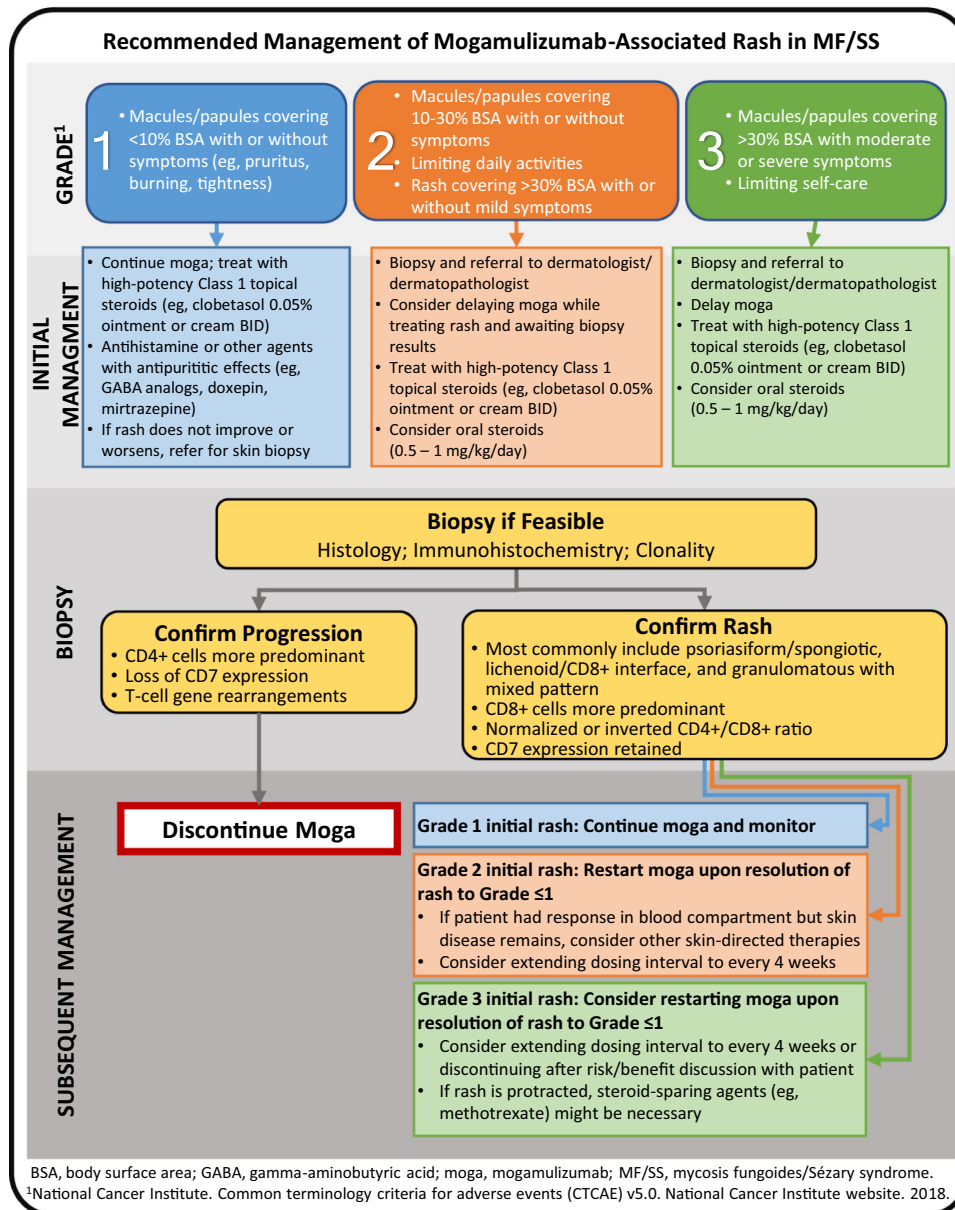 Recommended Management of Mogamulizumab-Associated Rash in MF/SS
GRADE¹
1
• Macules/papules covering
<10% BSA with or without
symptoms (eg, pruritus,
burning, tightness)
2
• Macules/papules covering
10-30% BSA with or without
symptoms
• Limiting daily activities
• Rash covering >30% BSA with or
without mild symptoms
3
• Macules/papules covering
>30% BSA with moderate
or severe symptoms
• Limiting self-care
INITIAL
MANAGMENT
• Continue moga; treat with
high-potency Class 1 topical
steroids (eg, clobetasol 0.05%
ointment or cream BID)
• Antihistamine or other agents
with antipurititic effects (eg,
GABA analogs, doxepin,
mirtrazepine)
• If rash does not improve or
worsens, refer for skin biopsy
• Biopsy and referral to dermatologist/
dermatopathologist
• Consider delaying moga while
treating rash and awaiting biopsy
results
• Treat with high-potency Class 1
topical steroids (eg, clobetasol 0.05%
ointment or cream BID)
• Consider oral steroids
(0.5 – 1 mg/kg/day)
• Biopsy and referral to
dermatologist/dermatopathologist
• Delay moga
• Treat with high-potency Class 1
topical steroids (eg, clobetasol
0.05% ointment or cream BID)
• Consider oral steroids
(0.5 – 1 mg/kg/day)
BIOPSY
Biopsy if Feasible
Histology; Immunohistochemistry; Clonality
Confirm Progression
• CD4+ cells more predominant
• Loss of CD7 expression
• T-cell gene rearrangements
Confirm Rash
• Most commonly include psoriasiform/spongiotic,
lichenoid/CD8+ interface, and granulomatous with
mixed pattern
• CD8+ cells more predominant
• Normalized or inverted CD4+/CD8+ ratio
• CD7 expression retained
SUBSEQUENT MANAGEMENT
Discontinue Moga
Grade 1 initial rash: Continue moga and monitor
Grade 2 initial rash: Restart moga upon resolution of
rash to Grade ≤1
• If patient had response in blood compartment but skin
disease remains, consider other skin-directed therapies
• Consider extending dosing interval to every 4 weeks
Grade 3 initial rash: Consider restarting moga upon
resolution of rash to Grade ≤1
• Consider extending dosing interval to every 4 weeks or
discontinuing after risk/benefit discussion with patient
• If rash is protracted, steroid-sparing agents (eg,
methotrexate) might be necessary
BSA, body surface area; GABA, gamma-aminobutyric acid; moga, mogamulizumab; MF/SS, mycosis fungoides/Sézary syndrome.
¹National Cancer Institute. Common terminology criteria for adverse events (CTCAE) v5.0. National Cancer Institute website. 2018.